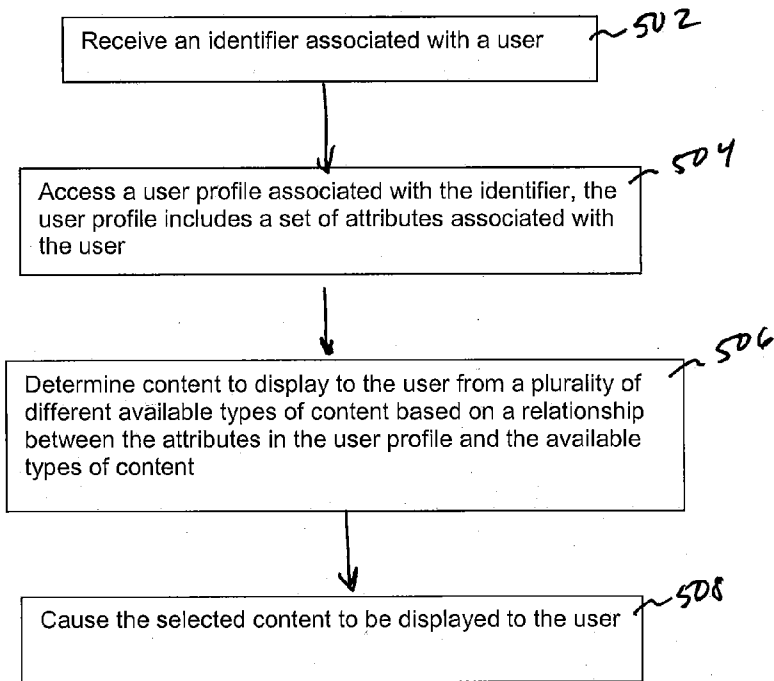 Receive an identifier associated with a user
502
Access a user profile associated with the identifier, the
user profile includes a set of attributes associated with
the user
504
Determine content to display to the user from a plurality of
different available types of content based on a relationship
between the attributes in the user profile and the available
types of content
506
Cause the selected content to be displayed to the user
508